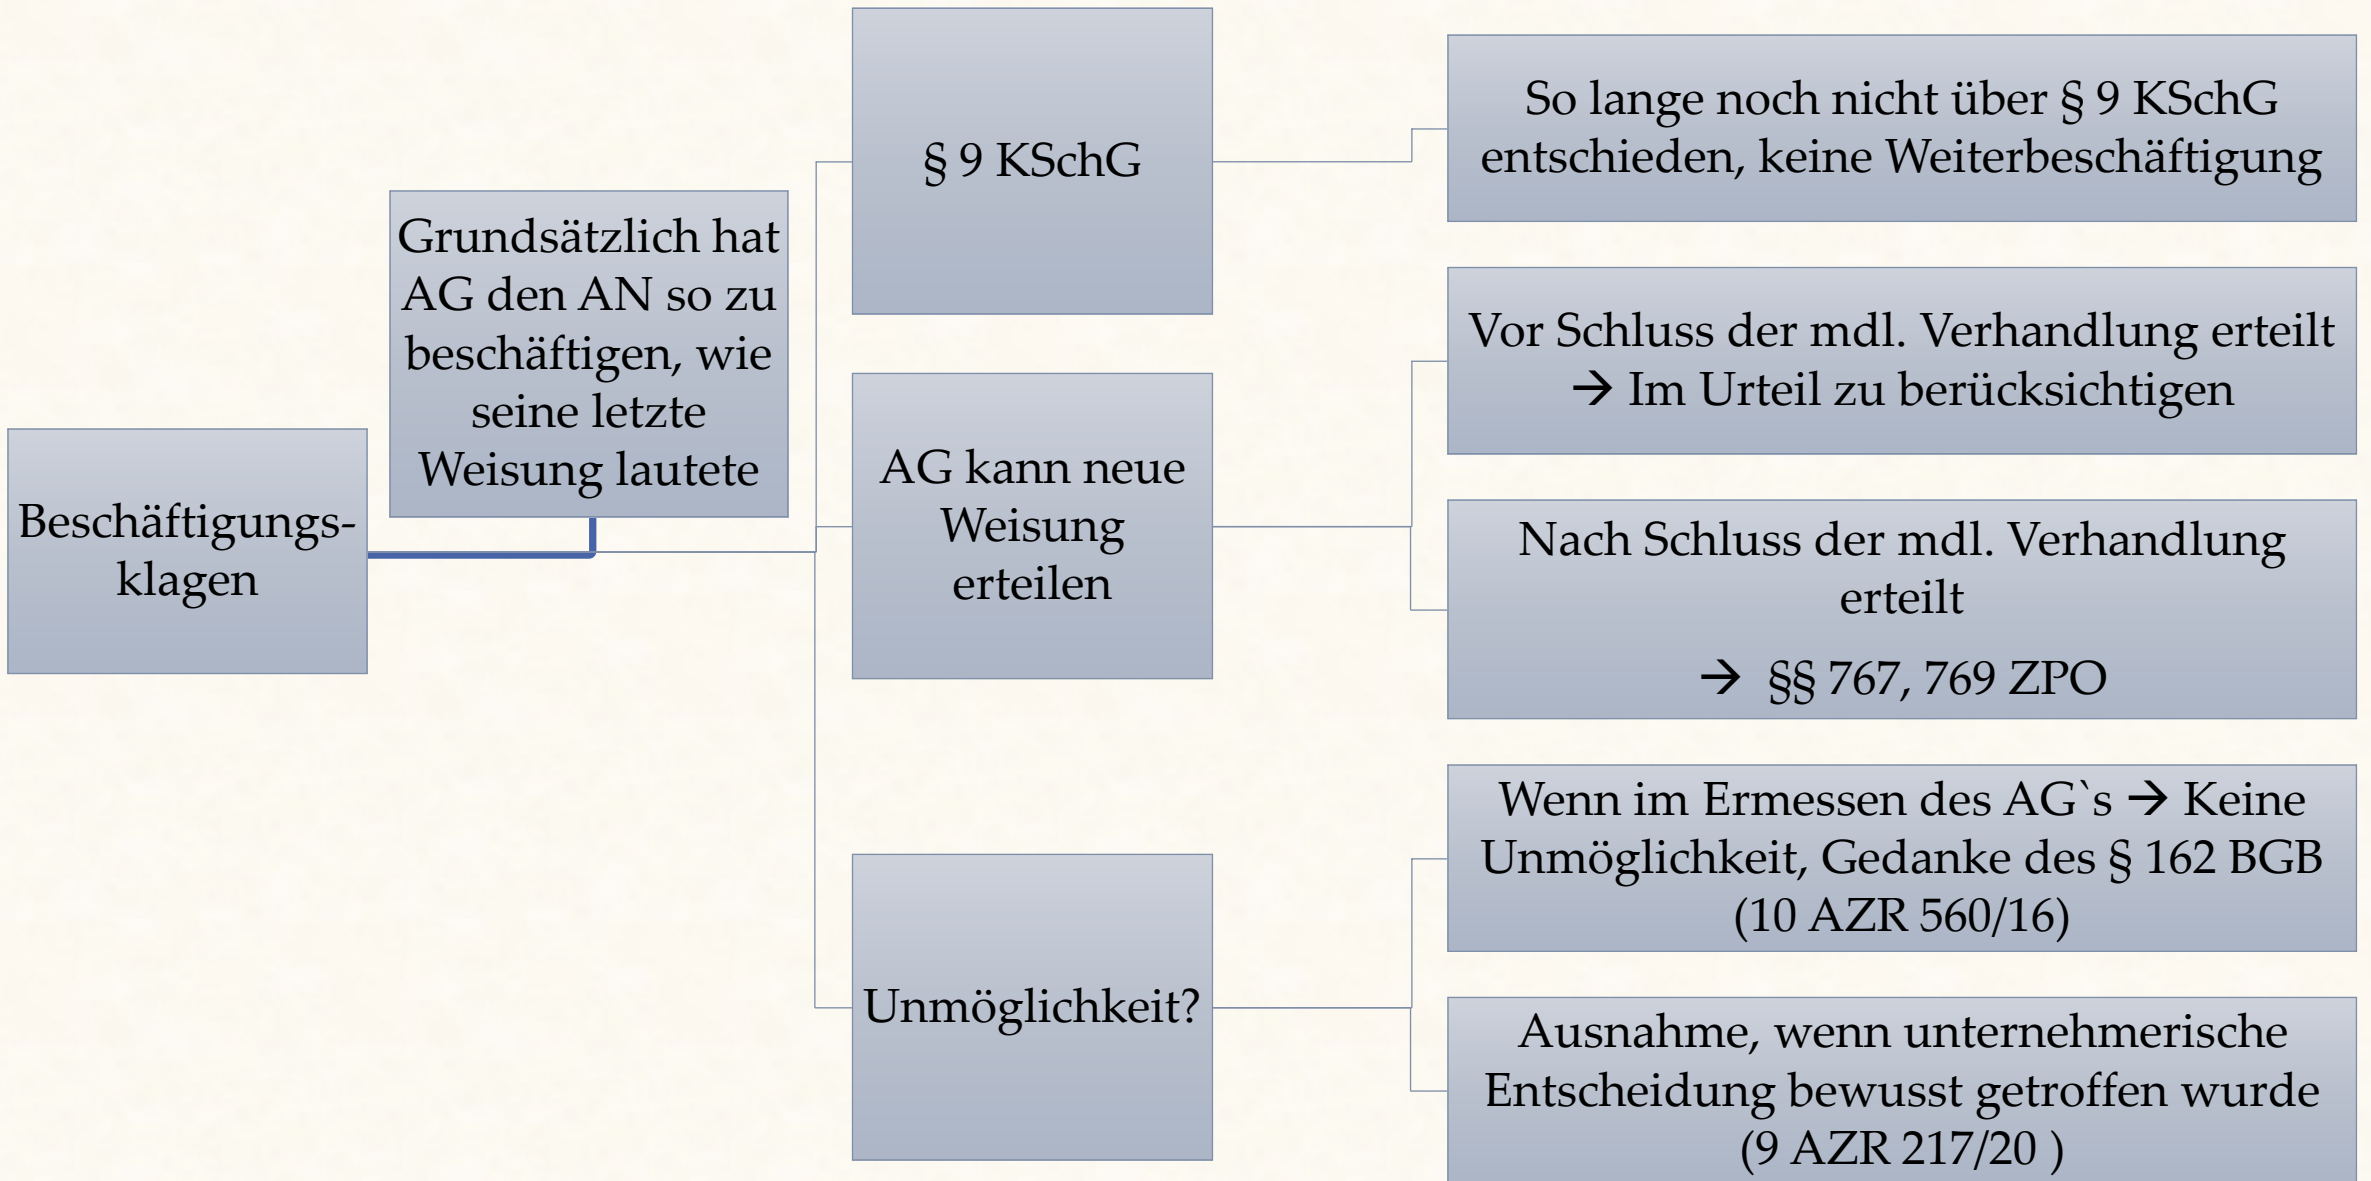 Beschäftigungs-
klagen
Grundsätzlich hat
AG den AN so zu
beschäftigen, wie
seine letzte
Weisung lautete
§ 9 KSchG
So lange noch nicht über § 9 KSchG
entschieden, keine Weiterbeschäftigung
AG kann neue
Weisung
erteilen
Vor Schluss der mdl. Verhandlung erteilt
→ Im Urteil zu berücksichtigen
Nach Schluss der mdl. Verhandlung
erteilt
→ §§ 767, 769 ZPO
Unmöglichkeit?
Wenn im Ermessen des AG`s → Keine
Unmöglichkeit, Gedanke des § 162 BGB
(10 AZR 560/16)
Ausnahme, wenn unternehmerische
Entscheidung bewusst getroffen wurde
(9 AZR 217/20 )